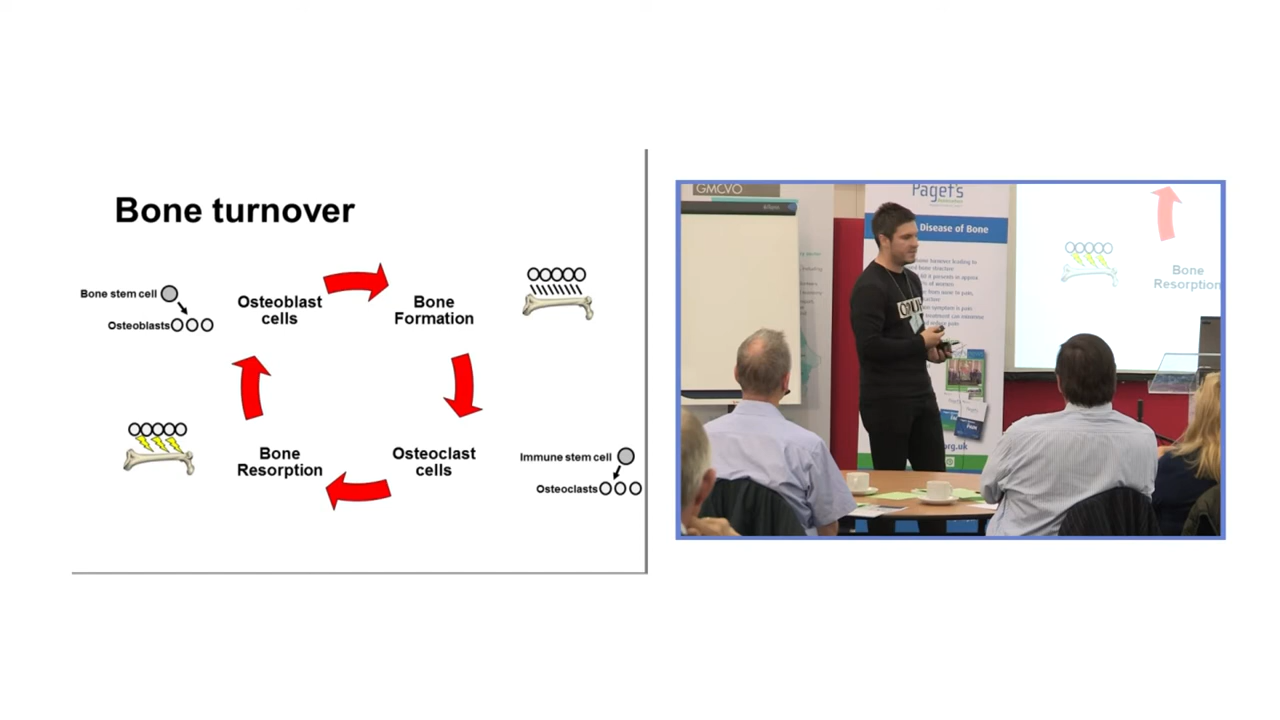 Bone turnover
Bone stem cell
Osteoblasts
Osteoblast
cells
Bone
Formation
Bone
Resorption
Osteoclast
cells
Immune stem cell
Osteoclasts
GMCVO
Paget's
Disease of Bone
Bone
Resorption